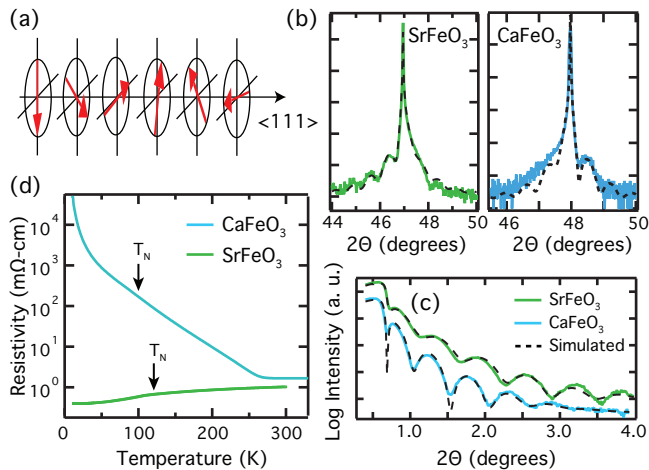 (a)
<111>
(b)
SrFeO3
44 46 48 50
2Θ (degrees)
CaFeO3
46 48 50
2Θ (degrees)
(d)
Resistivity (mΩ-cm)
10^4
10^3
10^2
10^1
10^0
CaFeO3
SrFeO3
TN
TN
0 100 200 300
Temperature (K)
(c)
Log Intensity (a. u.)
SrFeO3
CaFeO3
Simulated
1.0 2.0 3.0 4.0
2Θ (degrees)